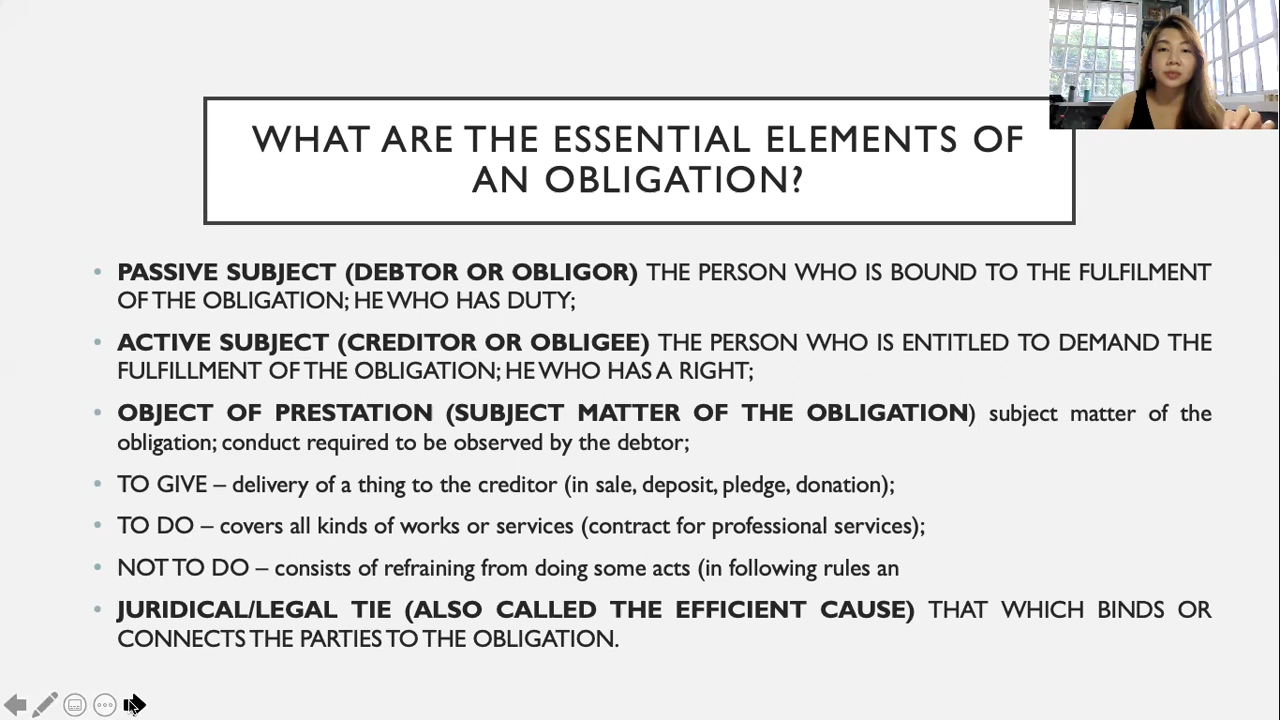 WHAT ARE THE ESSENTIAL ELEMENTS OF
AN OBLIGATION?
• PASSIVE SUBJECT (DEBTOR OR OBLIGOR) THE PERSON WHO IS BOUND TO THE FULFILMENT
OF THE OBLIGATION; HE WHO HAS DUTY;
• ACTIVE SUBJECT (CREDITOR OR OBLIGEE) THE PERSON WHO IS ENTITLED TO DEMAND THE
FULFILLMENT OF THE OBLIGATION; HE WHO HAS A RIGHT;
• OBJECT OF PRESTATION (SUBJECT MATTER OF THE OBLIGATION) subject matter of the
obligation; conduct required to be observed by the debtor;
• TO GIVE – delivery of a thing to the creditor (in sale, deposit, pledge, donation);
• TO DO – covers all kinds of works or services (contract for professional services);
• NOT TO DO – consists of refraining from doing some acts (in following rules an
• JURIDICAL/LEGAL TIE (ALSO CALLED THE EFFICIENT CAUSE) THAT WHICH BINDS OR
CONNECTS THE PARTIES TO THE OBLIGATION.